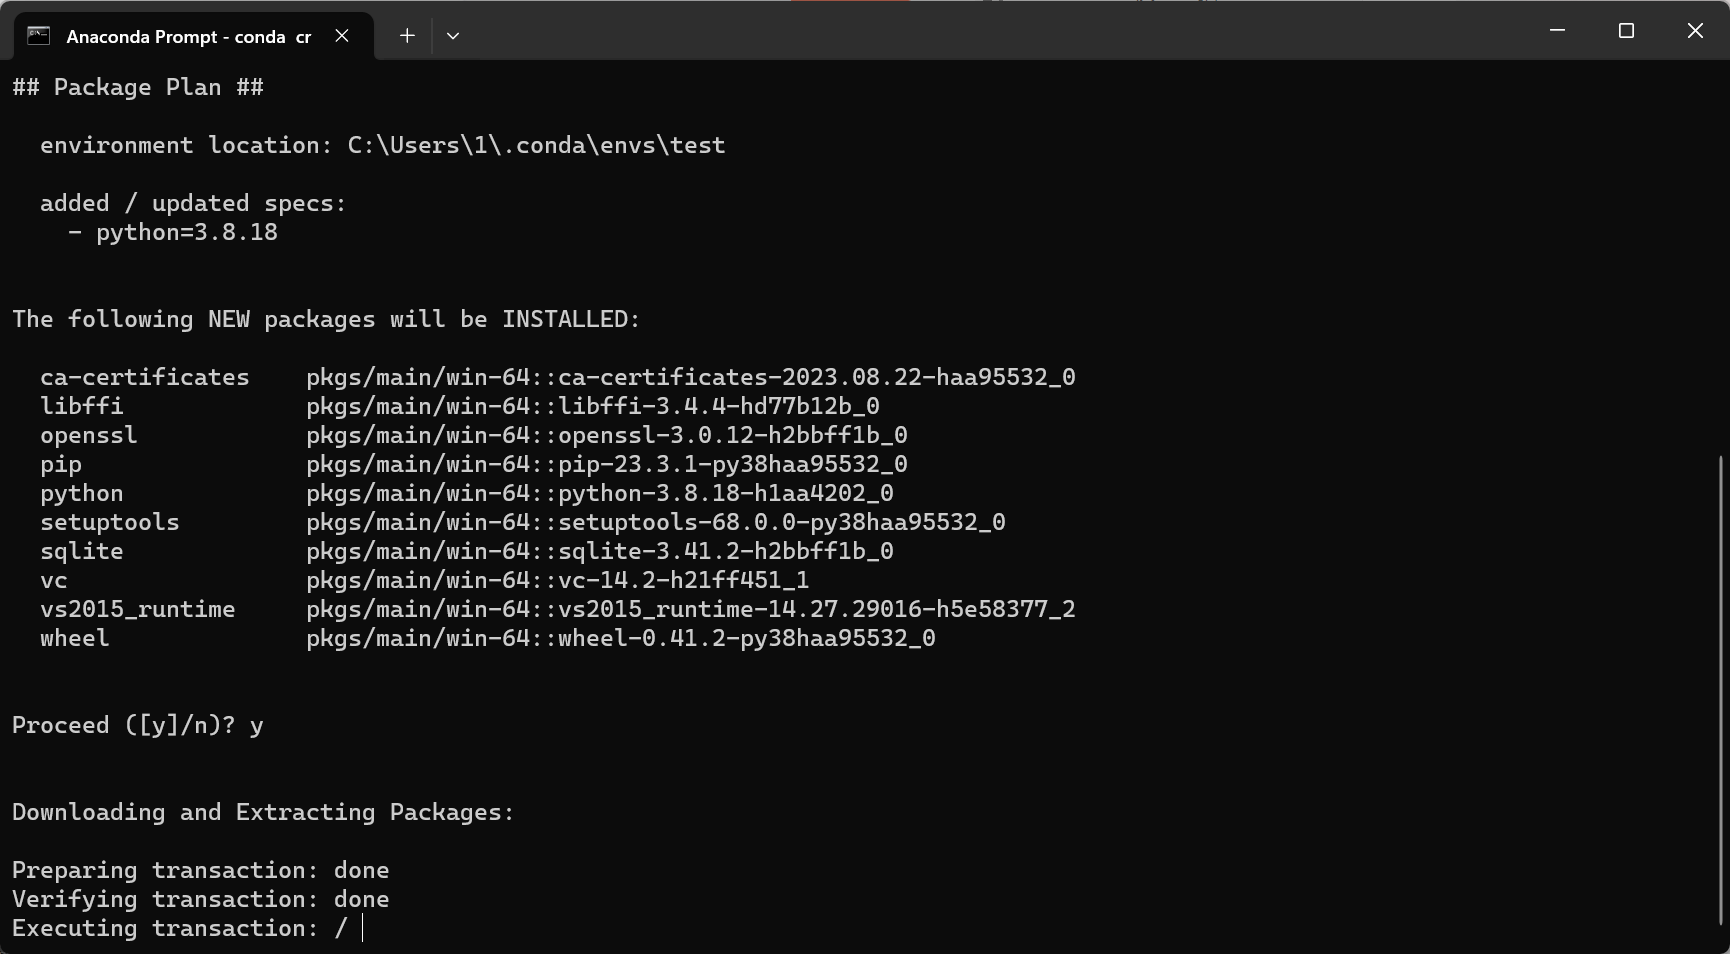 Anaconda Prompt - conda  cr
## Package Plan ##
environment location: C:\Users\1\.conda\envs\test
added / updated specs:
- python=3.8.18
The following NEW packages will be INSTALLED:
ca-certificates    pkgs/main/win-64::ca-certificates-2023.08.22-haa95532_0
libffi             pkgs/main/win-64::libffi-3.4.4-hd77b12b_0
openssl            pkgs/main/win-64::openssl-3.0.12-h2bbff1b_0
pip                pkgs/main/win-64::pip-23.3.1-py38haa95532_0
python             pkgs/main/win-64::python-3.8.18-h1aa4202_0
setuptools         pkgs/main/win-64::setuptools-68.0.0-py38haa95532_0
sqlite             pkgs/main/win-64::sqlite-3.41.2-h2bbff1b_0
vc                 pkgs/main/win-64::vc-14.2-h21ff451_1
vs2015_runtime     pkgs/main/win-64::vs2015_runtime-14.27.29016-h5e58377_2
wheel              pkgs/main/win-64::wheel-0.41.2-py38haa95532_0
Proceed ([y]/n)? y
Downloading and Extracting Packages:
Preparing transaction: done
Verifying transaction: done
Executing transaction: /